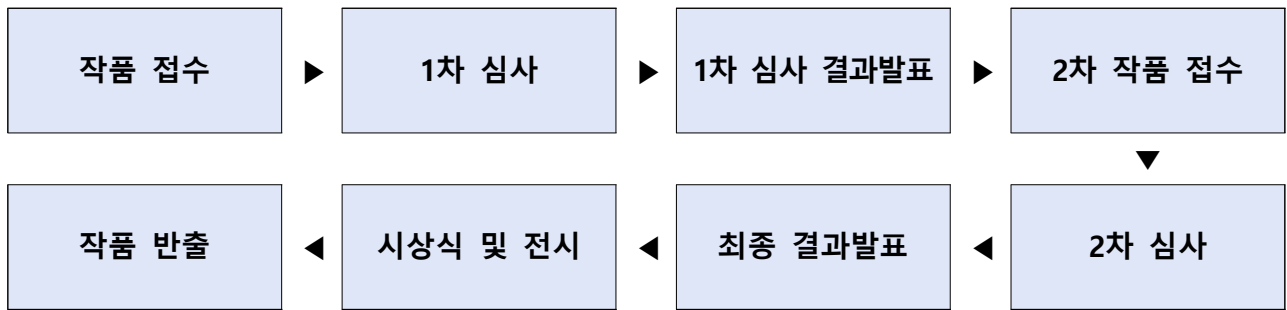 작품 접수 ▶ 1차 심사 ▶ 1차 심사 결과발표 ▶ 2차 작품 접수
▼
작품 반출 ◀ 시상식 및 전시 ◀ 최종 결과발표 ◀ 2차 심사